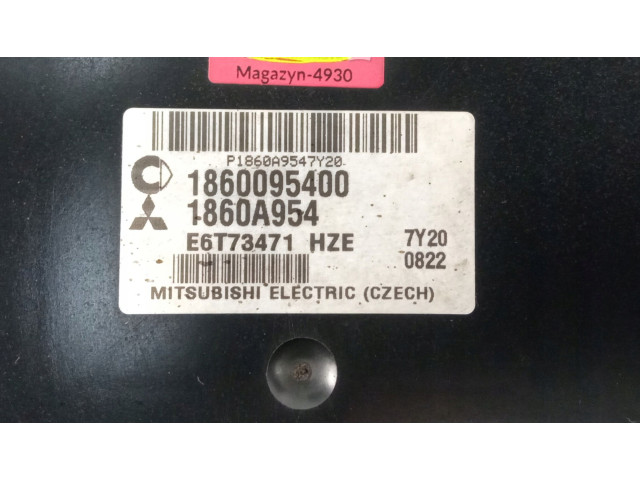 Magazyn-4930
P1860A9547Y20
1860095400
1860A954
E6T73471 HZE 7Y20
0822
MITSUBISHI ELECTRIC (CZECH)